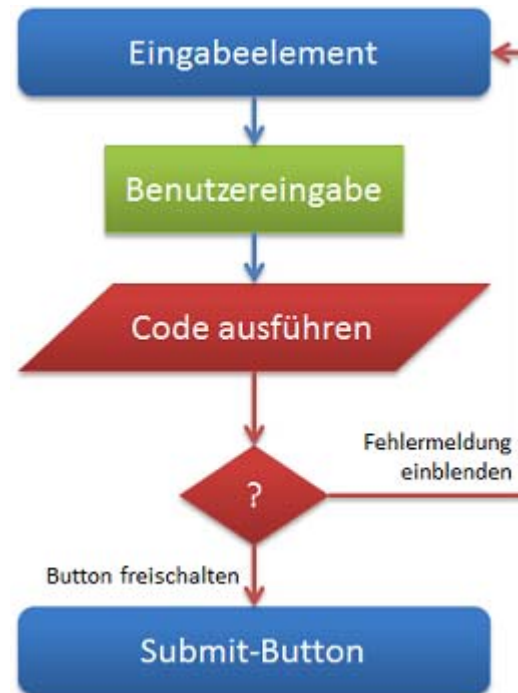 Eingabeelement
Benutzereingabe
Code ausführen
?
Fehlermeldung
einblenden
Button freischalten
Submit-Button